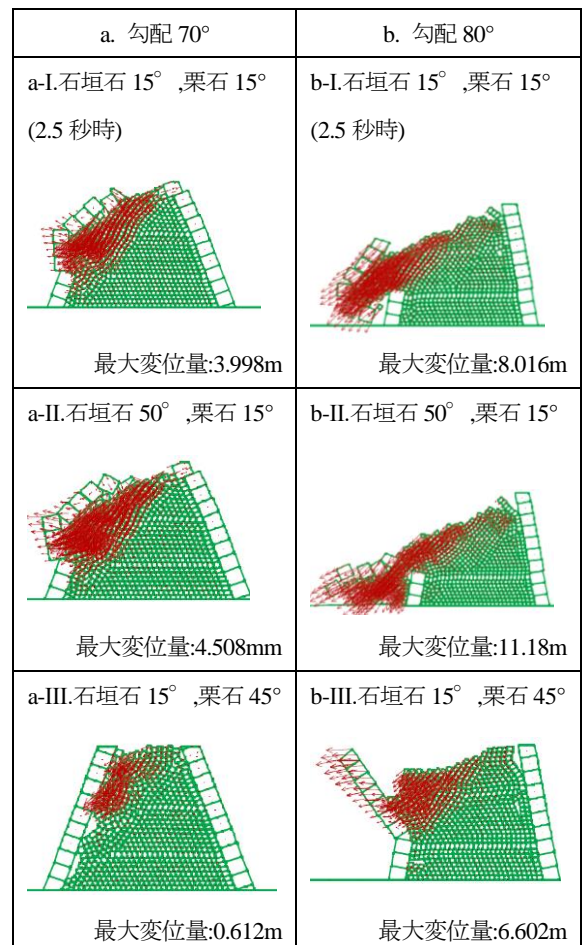 a. 勾配 70°
b. 勾配 80°
a-I.石垣石 15°,栗石 15°
(2.5 秒時)
最大変位量:3.998m
b-I.石垣石 15°,栗石 15°
(2.5 秒時)
最大変位量:8.016m
a-II.石垣石 50°,栗石 15°
最大変位量:4.508mm
b-II.石垣石 50°,栗石 15°
最大変位量:11.18m
a-III.石垣石 15°,栗石 45°
最大変位量:0.612m
b-III.石垣石 15°,栗石 45°
最大変位量:6.602m